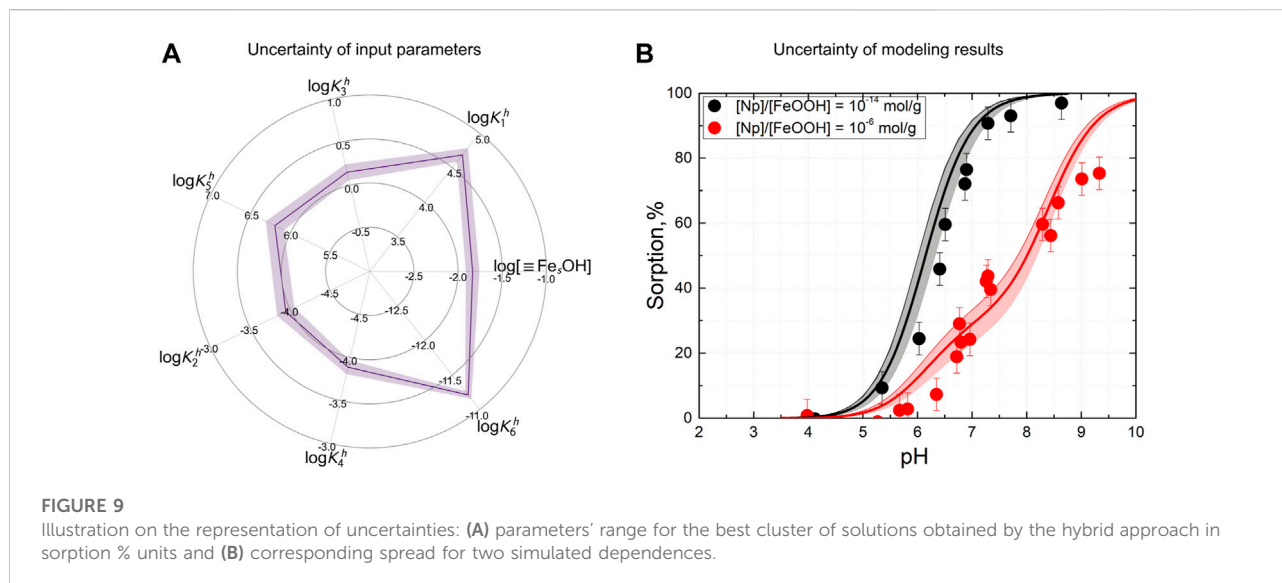 A
Uncertainty of input parameters
logK₃ʰ
1.0
0.5
0.0
-0.5
logK₁ʰ
5.0
4.5
4.0
3.5
log[≡FeₛOH]
-2.5
-2.0
-1.5
-1.0
logK₅ʰ
7.0
6.5
6.0
5.5
logK₂ʰ
-3.0
-3.5
-4.0
-4.5
logK₄ʰ
-3.0
-3.5
-4.0
-4.5
logK₆ʰ
-11.0
-11.5
-12.0
-12.5
B
Uncertainty of modeling results
[Np]/[FeOOH] = 10⁻¹⁴ mol/g
[Np]/[FeOOH] = 10⁻⁶ mol/g
Sorption, %
100
80
60
40
20
0
2 3 4 5 6 7 8 9 10
pH
FIGURE 9
Illustration on the representation of uncertainties: (A) parameters' range for the best cluster of solutions obtained by the hybrid approach in
sorption % units and (B) corresponding spread for two simulated dependences.